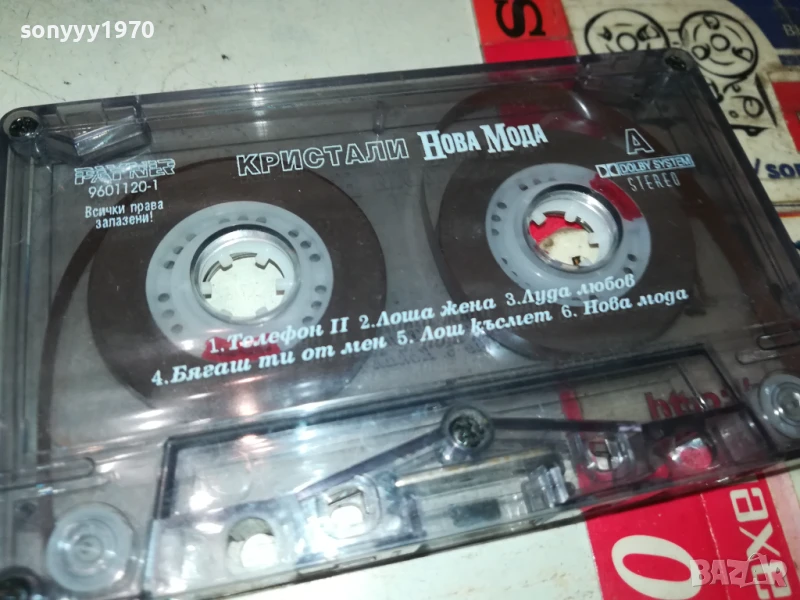 sonyyy1970
S
PAYNER
9601120-1
Всички права
запазени!
КРИСТАЛИ НОВА МОДА
A
DOLBY SYSTEM
STEREO
1.Телефон II 2.Лоша жена 3.Луда любов
4.Бягаш ти от мен 5. Лош късмет 6. Нова мода
BAZAR